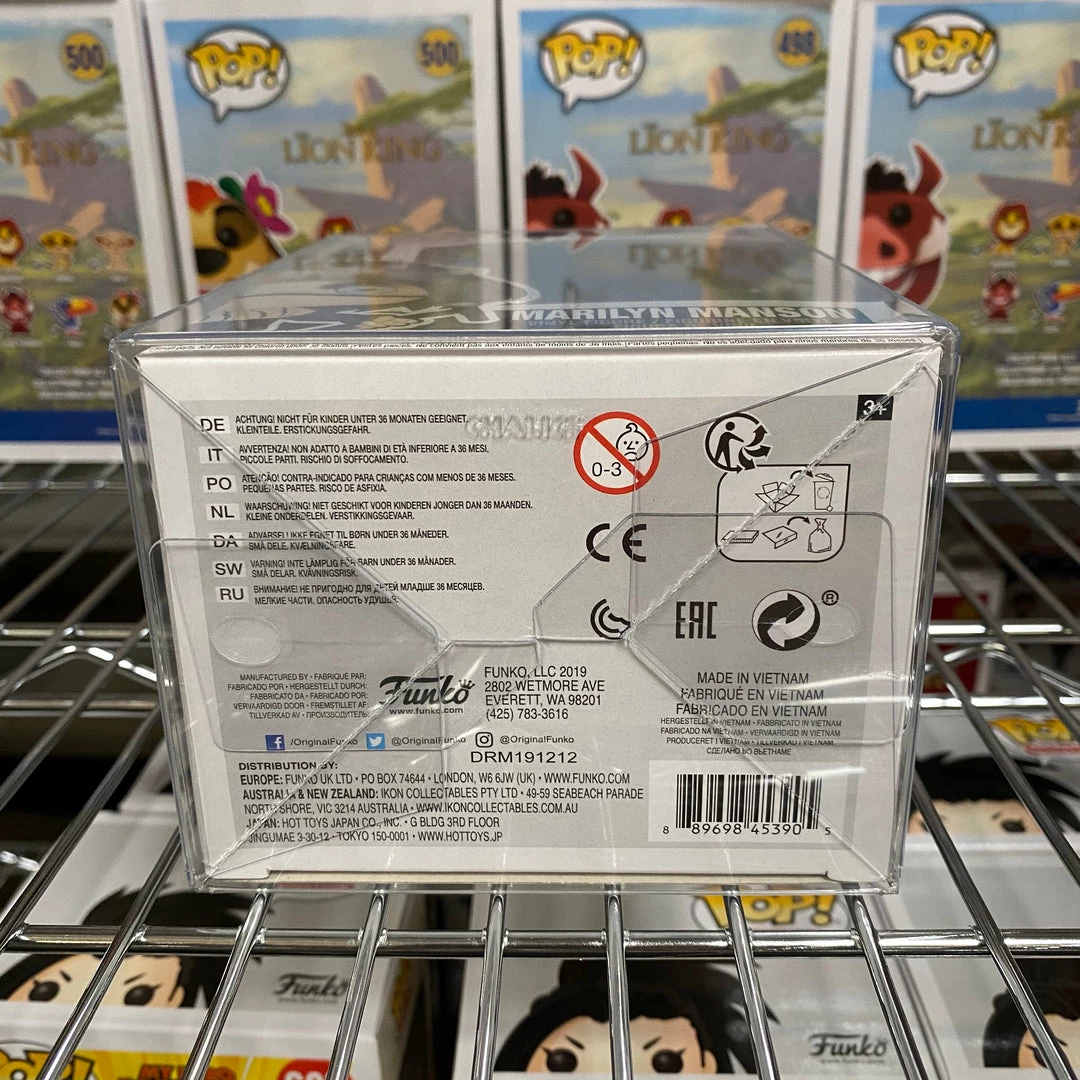 POP!
500
POP!
500
POP!
498
POP!
LION KING
LION KING
LION KING
MARILYN MANSON
DE ACHTUNG! NICHT FÜR KINDER UNTER 36 MONATEN GEEIGNET.
KLEINTEILE. ERSTICKUNGSGEFAHR.
IT AVVERTENZA! NON ADATTO A BAMBINI DI ETÀ INFERIORE A 36 MESI.
PICCOLE PARTI. RISCHIO DI SOFFOCAMENTO.
PO ATENÇÃO! CONTRA-INDICADO PARA CRIANÇAS COM MENOS DE 36 MESES.
PEQUENAS PARTES. RISCO DE ASFIXIA.
NL WAARSCHUWING! NIET GESCHIKT VOOR KINDEREN JONGER DAN 36 MAANDEN.
KLEINE ONDERDELEN. VERSTIKKINGSGEVAAR.
DA ADVARSEL! IKKE EGNET TIL BØRN UNDER 36 MÅNEDER.
SMÅ DELE. KVÆLNINGSFARE.
SW VARNING! INTE LÄMPLIG FÖR BARN UNDER 36 MÅNADER.
SMÅ DELAR. KVÄVNINGSRISK.
RU ВНИМАНИЕ! НЕ ПРИГОДНО ДЛЯ ДЕТЕЙ МЛАДШЕ 36 МЕСЯЦЕВ.
МЕЛКИЕ ЧАСТИ. ОПАСНОСТЬ УДУШЬЯ.
0-3
3+
CE
EAC
®
MANUFACTURED BY • FABRIQUÉ PAR:
FABRICADO POR • HERGESTELLT DURCH:
FABBRICATO DA • FABRICADO POR:
VERVAARDIGD DOOR • FREMSTILLET AF:
TILLVERKAD AV • ПРОИЗВОДИТЕЛЬ:
Funko
www.funko.com
FUNKO, LLC 2019
2802 WETMORE AVE
EVERETT, WA 98201
(425) 783-3616
/OriginalFunko @OriginalFunko @OriginalFunko
DRM191212
MADE IN VIETNAM
FABRIQUÉ EN VIETNAM
FABRICADO EN VIETNAM
HERGESTELLT IN VIETNAM • FABBRICATO IN VIETNAM
FABRICADO NA VIETNAM • VERVAARDIGD IN VIETNAM
PRODUCERET I VIETNAM • TILLVERKAD I VIETNAM
СДЕЛАНО ВО ВЬЕТНАМЕ
DISTRIBUTION BY:
EUROPE: FUNKO UK LTD • PO BOX 74644 • LONDON, W6 6JW (UK) • WWW.FUNKO.COM
AUSTRALIA & NEW ZEALAND: IKON COLLECTABLES PTY LTD • 49-59 SEABEACH PARADE
NORTH SHORE, VIC 3214 AUSTRALIA • WWW.IKONCOLLECTABLES.COM.AU
JAPAN: HOT TOYS JAPAN CO., INC. • G BLDG 3RD FLOOR
JINGUMAE 3-30-12 • TOKYO 150-0001 • WWW.HOTTOYS.JP
8 89698 45390 5
POP!
Funko
Funko
POP!